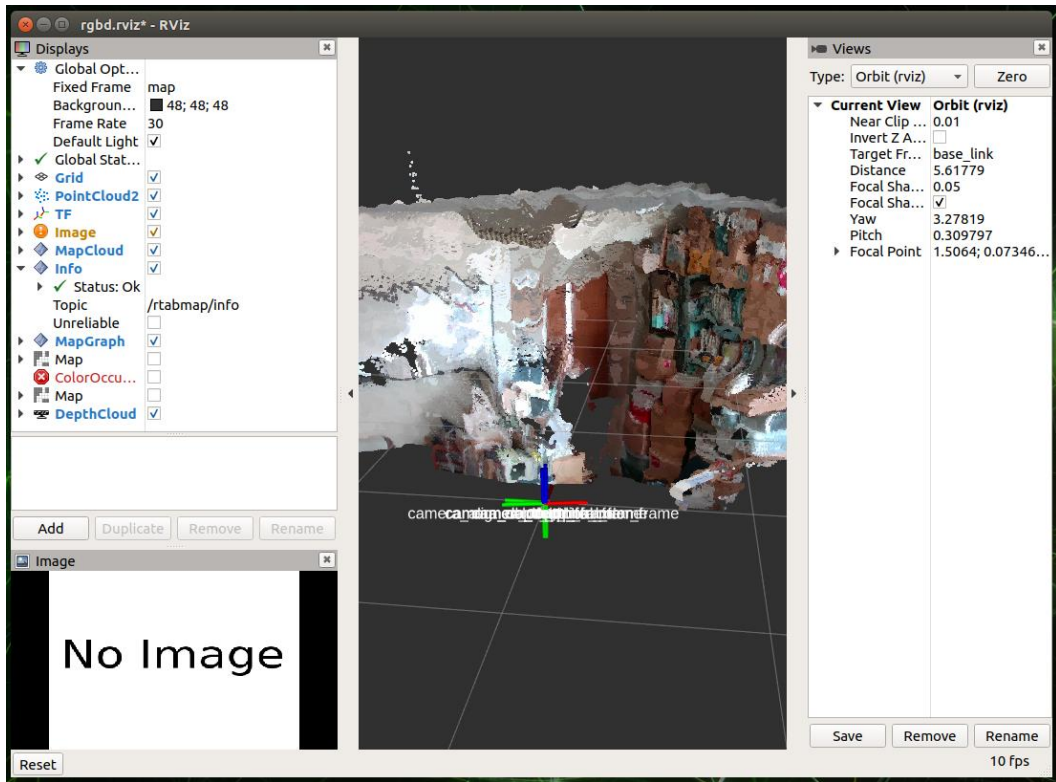 rgbd.rviz* - RViz
Displays
Global Opt...
Fixed Frame map
Backgroun... 48; 48; 48
Frame Rate 30
Default Light
Global Stat...
Grid
PointCloud2
TF
Image
MapCloud
Info
Status: Ok
Topic /rtabmap/info
Unreliable
MapGraph
Map
ColorOccu...
Map
DepthCloud
Add Duplicate Remove Rename
Image
No Image
Reset
Views
Type: Orbit (rviz) Zero
Current View Orbit (rviz)
Near Clip ... 0.01
Invert Z A...
Target Fr... base_link
Distance 5.61779
Focal Sha... 0.05
Focal Sha...
Yaw 3.27819
Pitch 0.309797
Focal Point 1.5064; 0.07346...
Save Remove Rename
10 fps